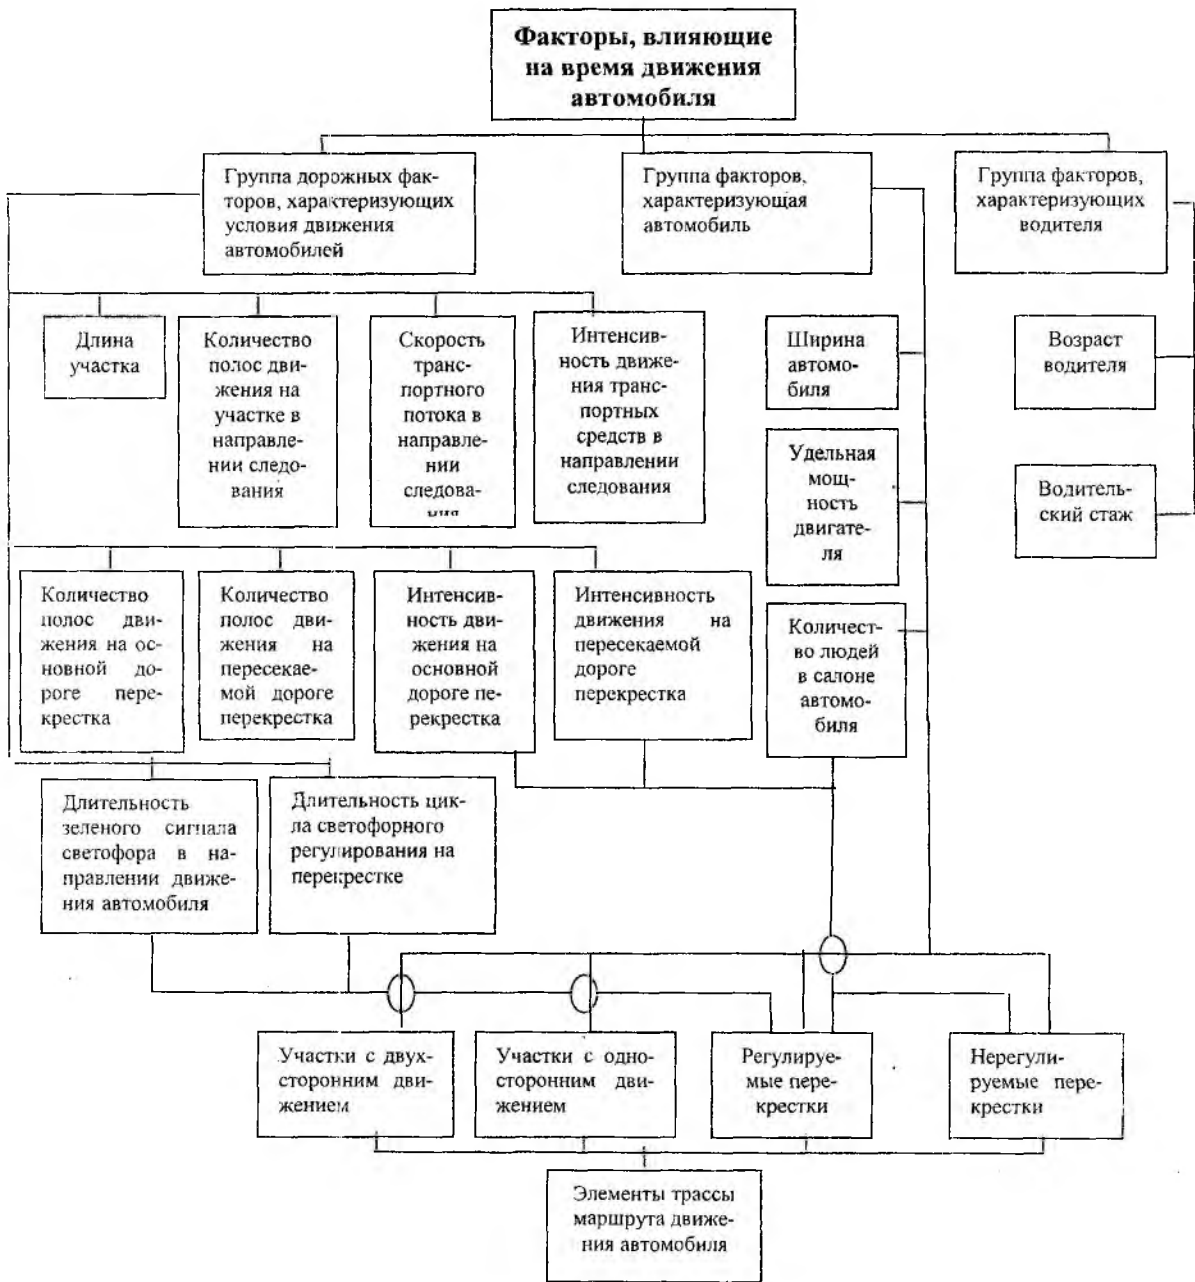 Факторы, влияющие
на время движения
автомобиля
Группа дорожных фак-
торов, характеризующих
условия движения
автомобилей
Группа факторов,
характеризующая
автомобиль
Группа факторов,
характеризующих
водителя
Длина
участка
Количество
полос дви-
жения на
участке в
направле-
нии следо-
вания
Скорость
транс-
портного
потока в
направле-
нии
следова-
ния
Интенсив-
ность движе-
ния транс-
портных
средств в
направлении
следования
Ширина
автомо-
биля
Возраст
водителя
Удельная
мощ-
ность
двигате-
ля
Водитель-
ский стаж
Количество
полос дви-
жения на ос-
новной до-
роге пере-
крестка
Количество
полос дви-
жения на
пересекае-
мой дороге
перекрестка
Интенсив-
ность дви-
жения на
основной
дороге пе-
рекрестка
Интенсивность
движения на
пересекаемой
дороге
перекрестка
Количест-
во людей
в салоне
автомо-
биля
Длительность
зеленого сигнала
светофора в на-
правлении движе-
ния автомобиля
Длительность цик-
ла светофорного
регулирования на
перекрестке
Участки с двух-
сторонним дви-
жением
Участки с одно-
сторонним дви-
жением
Регулируе-
мые пере-
крестки
Нерегули-
руемые пере-
крестки
Элементы трассы
маршрута движе-
ния автомобиля